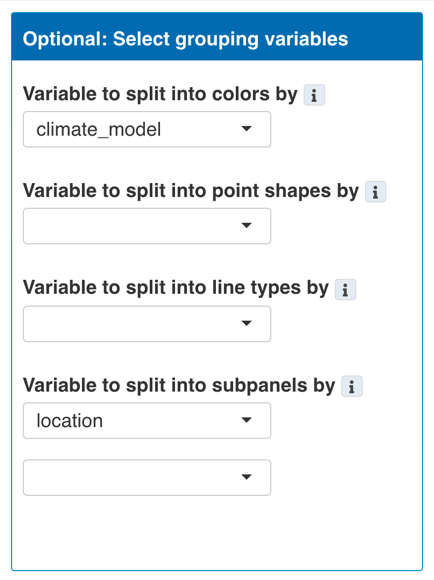 Optional: Select grouping variables
Variable to split into colors by i
climate_model
Variable to split into point shapes by i
Variable to split into line types by i
Variable to split into subpanels by i
location